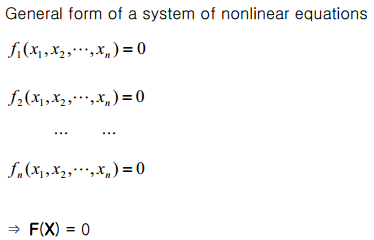 General form of a system of nonlinear equations
f₁(x₁,x₂,⋯,xₙ)=0
f₂(x₁,x₂,⋯,xₙ)=0
... ...
fₙ(x₁,x₂,⋯,xₙ)=0
⇒ F(X) = 0